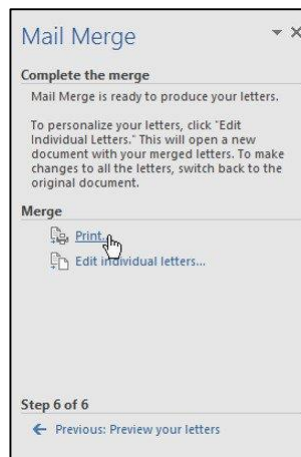 Mail Merge
Complete the merge
Mail Merge is ready to produce your letters.
To personalize your letters, click "Edit
Individual Letters." This will open a new
document with your merged letters. To make
changes to all the letters, switch back to the
original document.
Merge
Print...
Edit individual letters...
Step 6 of 6
Previous: Preview your letters